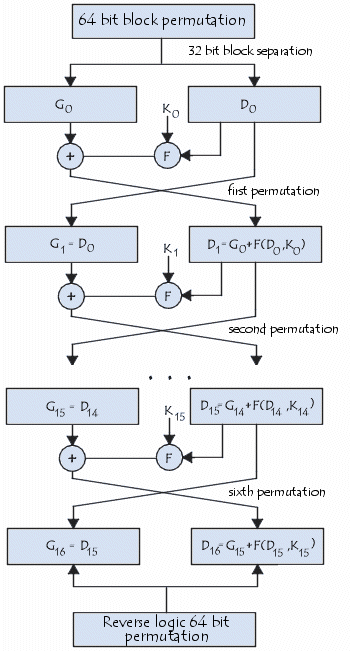 64 bit block permutation
32 bit block separation
G0
K0
D0
+
F
first permutation
G1 = D0
K1
D1=G0+F(D0,K0)
+
F
second permutation
. . .
G15 = D14
K15
D15=G14+F(D14,K14)
+
F
sixth permutation
G16 = D15
D16=G15+F(D15,K15)
Reverse logic 64 bit
permutation